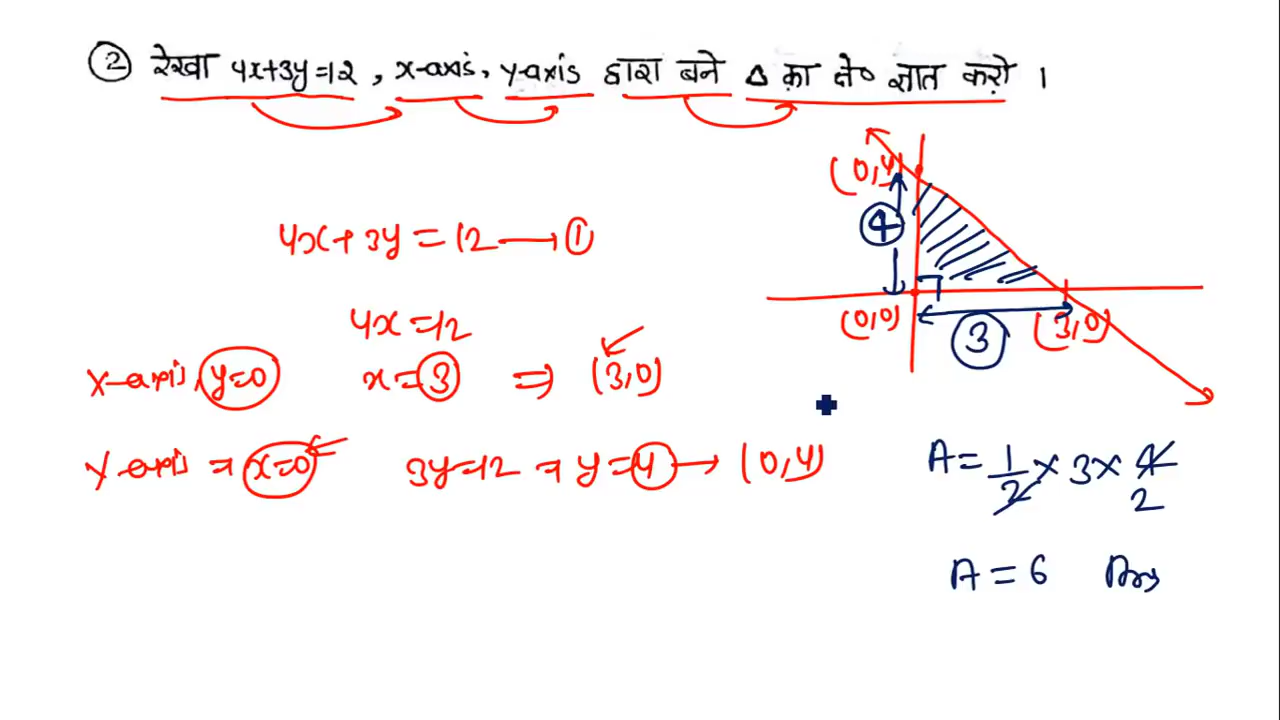 ② रेखा 4x+3y=12, x-axis, y-axis द्वारा बने Δ का क्षे० ज्ञात करो ।
(0,4)
4
4x+3y=12 ①
(0,0)
3
(3,0)
4x=12
x-axis, y=0 x=3 ⇒ (3,0)
y-axis → x=0 3y=12 → y=4 → (0,4)
A = 1/2 × 3 × 4
2
A = 6 Ans